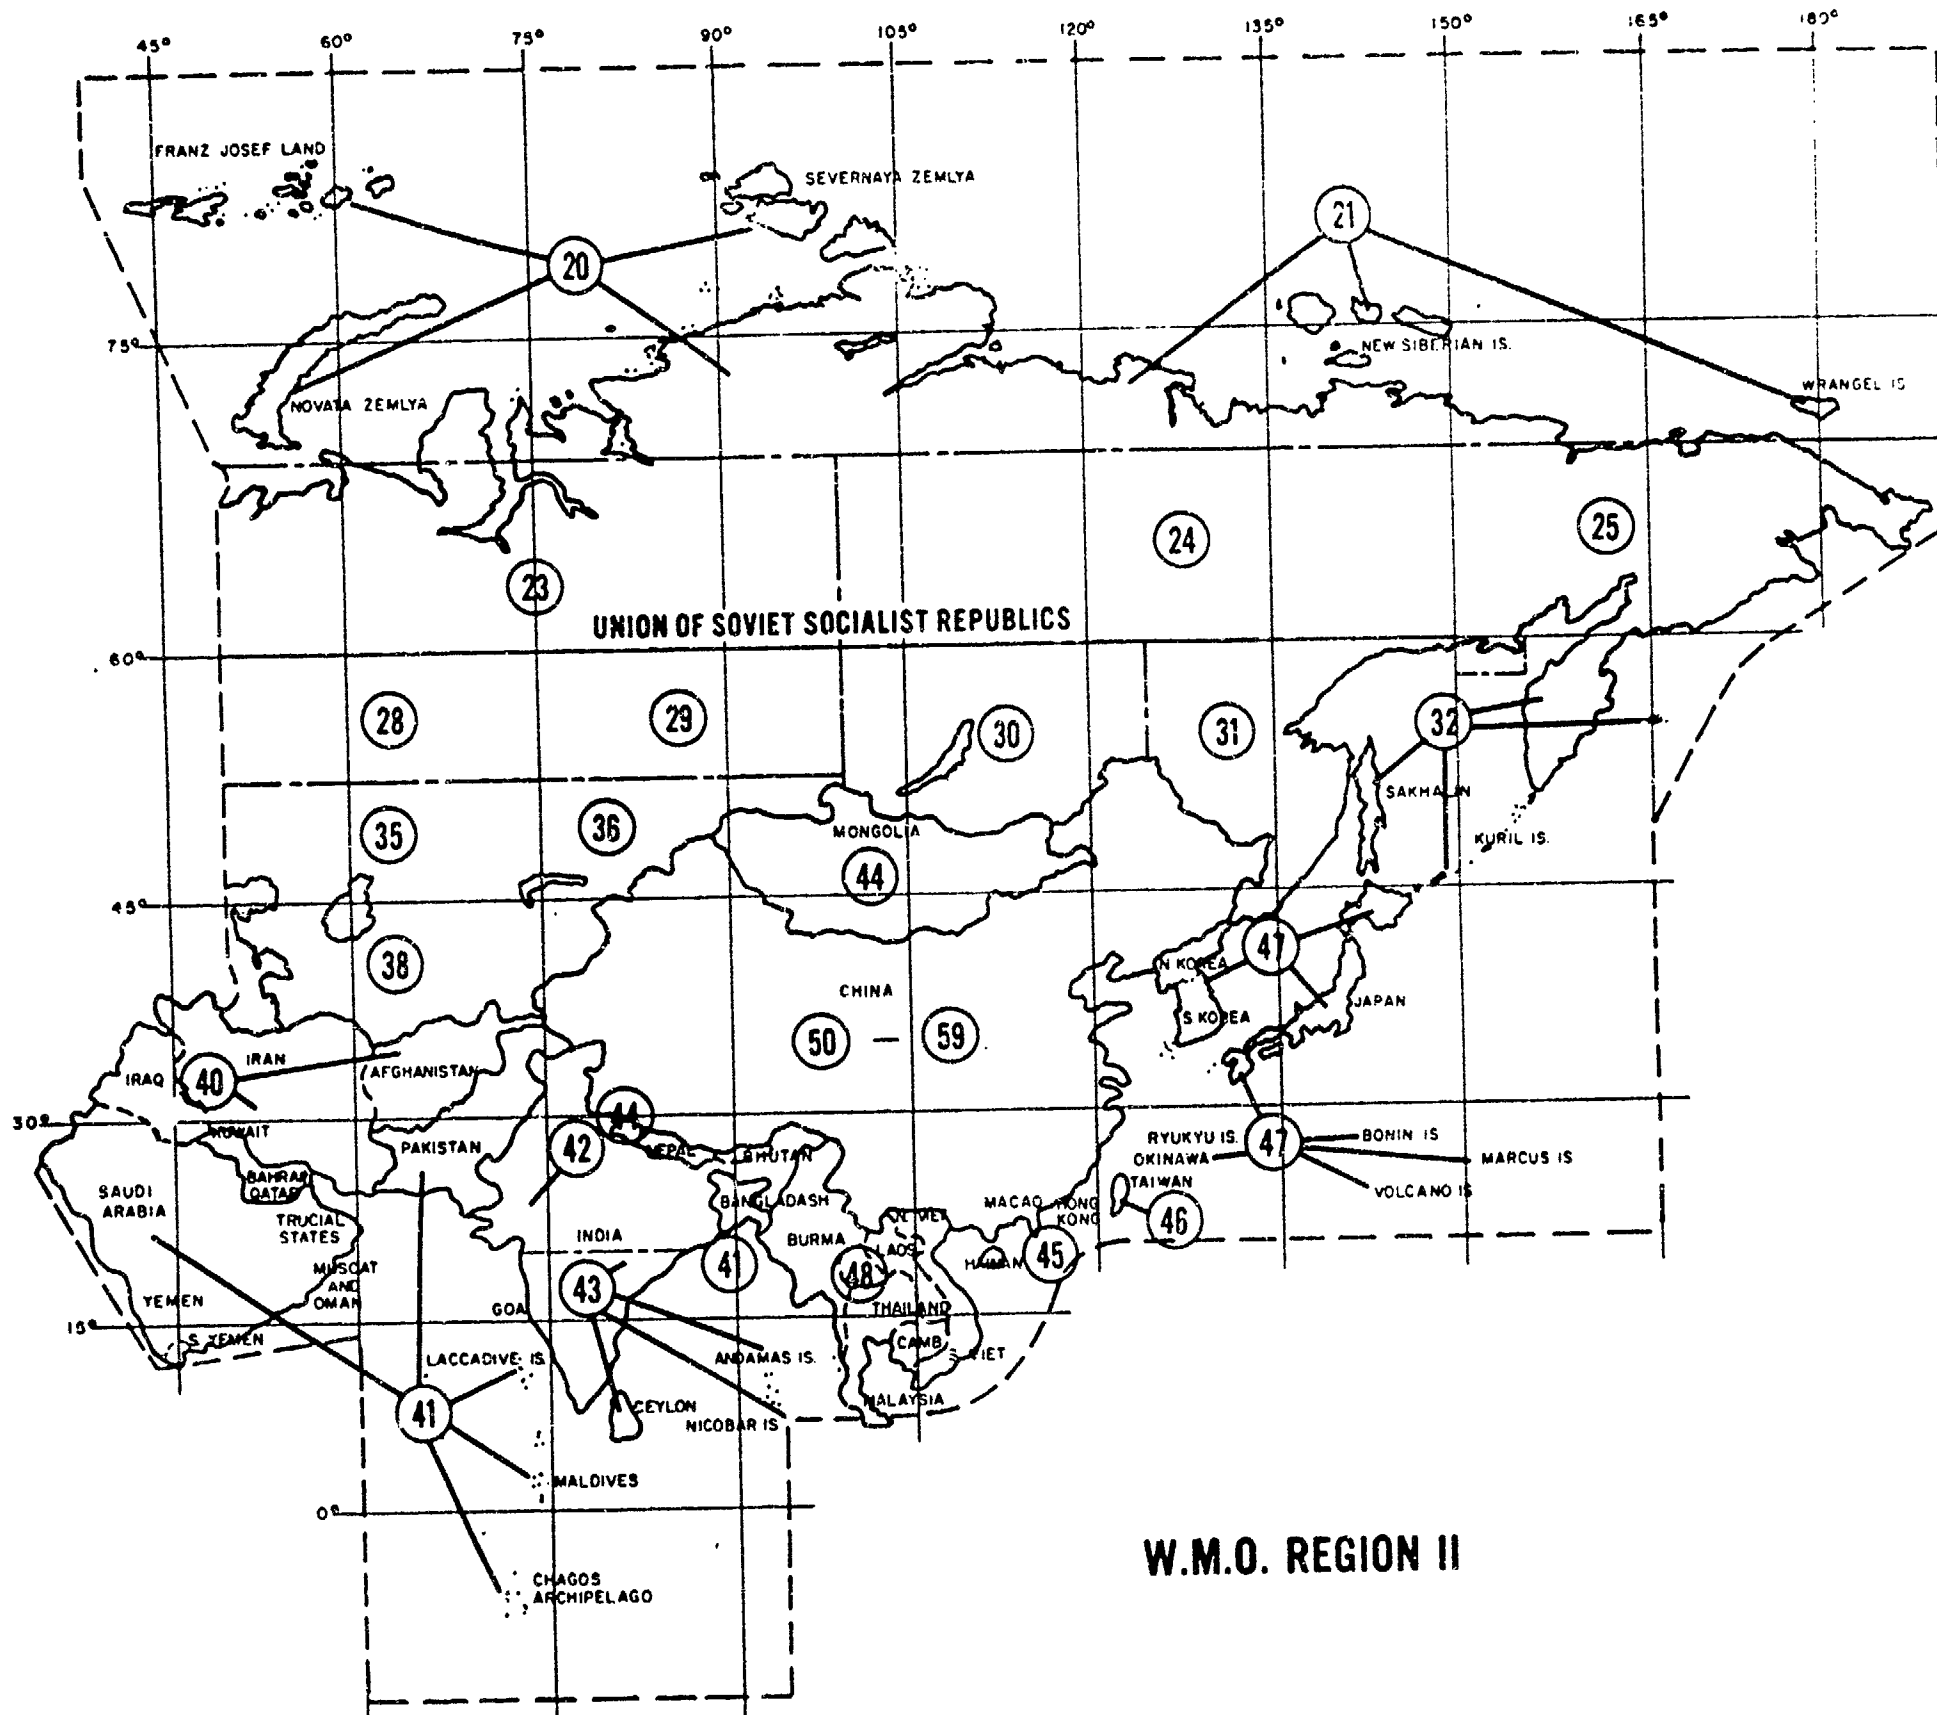 45° 60° 75° 90° 105° 120° 135° 150° 165° 180°
FRANZ JOSEF LAND
SEVERNAYA ZEMLYA
21
20
75°
NEW SIBERIAN IS.
WRANGEL IS
NOVAYA ZEMLYA
25
24
23
UNION OF SOVIET SOCIALIST REPUBLICS
60°
28
29
30
31
32
SAKHALIN
35
36
MONGOLIA
KURIL IS.
44
45°
38
47
N KOREA
CHINA
JAPAN
S KOREA
50 — 59
IRAN
IRAQ
40
AFGHANISTAN
30°
44
KUWAIT
PAKISTAN
42
NEPAL
BHUTAN
RYUKYU IS.
47
BONIN IS
OKINAWA
MARCUS IS
BAHRAI
QATAR
SAUDI
ARABIA
BANGLADASH
MACAO
HONG
KONG
TAIWAN
VOLCANO IS
TRUCIAL
STATES
N. VIET
46
INDIA
BURMA
LAOS
HAINAN
45
41
48
MUSCAT
AND
OMAN
43
YEMEN
GOA
THAILAND
15°
S. YEMEN
CAMB
S. VIET
LACCADIVE IS.
ANDAMAS IS.
MALAYSIA
41
CEYLON
NICOBAR IS
MALDIVES
0°
W.M.O. REGION II
CHAGOS
ARCHIPELAGO